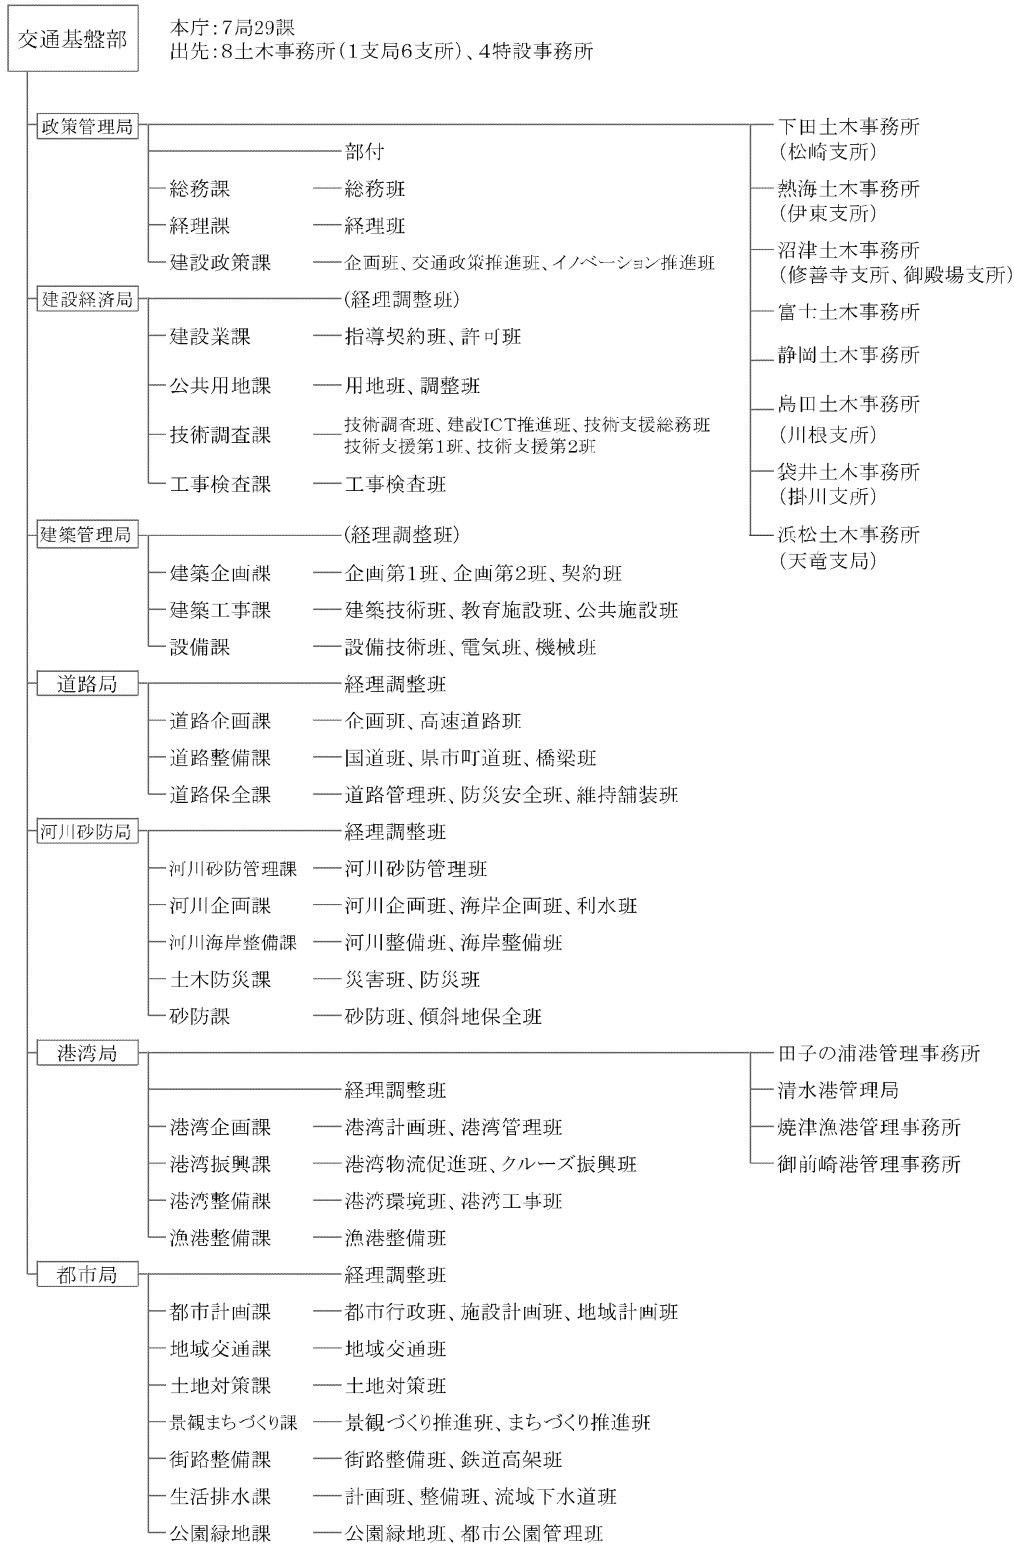 交通基盤部
本庁:7局29課
出先:8土木事務所(1支局6支所)、4特設事務所
政策管理局
部付
総務課 総務班
経理課 経理班
建設政策課 企画班、交通政策推進班、イノベーション推進班
下田土木事務所
(松崎支所)
熱海土木事務所
(伊東支所)
沼津土木事務所
(修善寺支所、御殿場支所)
富士土木事務所
静岡土木事務所
島田土木事務所
(川根支所)
袋井土木事務所
(掛川支所)
浜松土木事務所
(天竜支局)
建設経済局 (経理調整班)
建設業課 指導契約班、許可班
公共用地課 用地班、調整班
技術調査課 技術調査班、建設ICT推進班、技術支援総務班
技術支援第1班、技術支援第2班
工事検査課 工事検査班
建築管理局 (経理調整班)
建築企画課 企画第1班、企画第2班、契約班
建築工事課 建築技術班、教育施設班、公共施設班
設備課 設備技術班、電気班、機械班
道路局 経理調整班
道路企画課 企画班、高速道路班
道路整備課 国道班、県市町道班、橋梁班
道路保全課 道路管理班、防災安全班、維持舗装班
河川砂防局 経理調整班
河川砂防管理課 河川砂防管理班
河川企画課 河川企画班、海岸企画班、利水班
河川海岸整備課 河川整備班、海岸整備班
土木防災課 災害班、防災班
砂防課 砂防班、傾斜地保全班
港湾局
経理調整班
港湾企画課 港湾計画班、港湾管理班
港湾振興課 港湾物流促進班、クルーズ振興班
港湾整備課 港湾環境班、港湾工事班
漁港整備課 漁港整備班
田子の浦港管理事務所
清水港管理局
焼津漁港管理事務所
御前崎港管理事務所
都市局 経理調整班
都市計画課 都市行政班、施設計画班、地域計画班
地域交通課 地域交通班
土地対策課 土地対策班
景観まちづくり課 景観づくり推進班、まちづくり推進班
街路整備課 街路整備班、鉄道高架班
生活排水課 計画班、整備班、流域下水道班
公園緑地課 公園緑地班、都市公園管理班